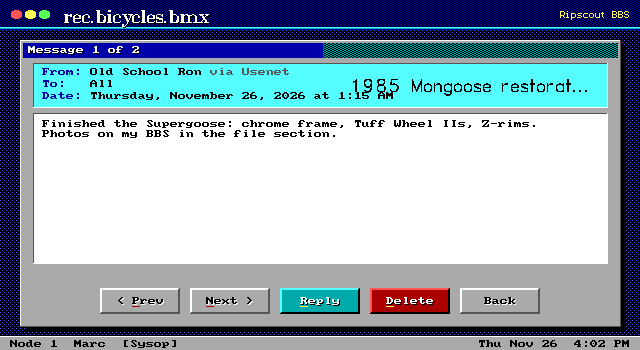 rec.bicycles.bmx
Ripscout BBS
Message 1 of 2
From: Old School Ron via Usenet
To: All
1985 Mongoose restorat...
Date: Thursday, November 26, 2026 at 1:15 AM
Finished the Supergoose: chrome frame, Tuff Wheel IIs, Z-rims.
Photos on my BBS in the file section.
< Prev
Next >
Reply
Delete
Back
Node 1 Marc [Sysop]
Thu Nov 26 4:02 PM